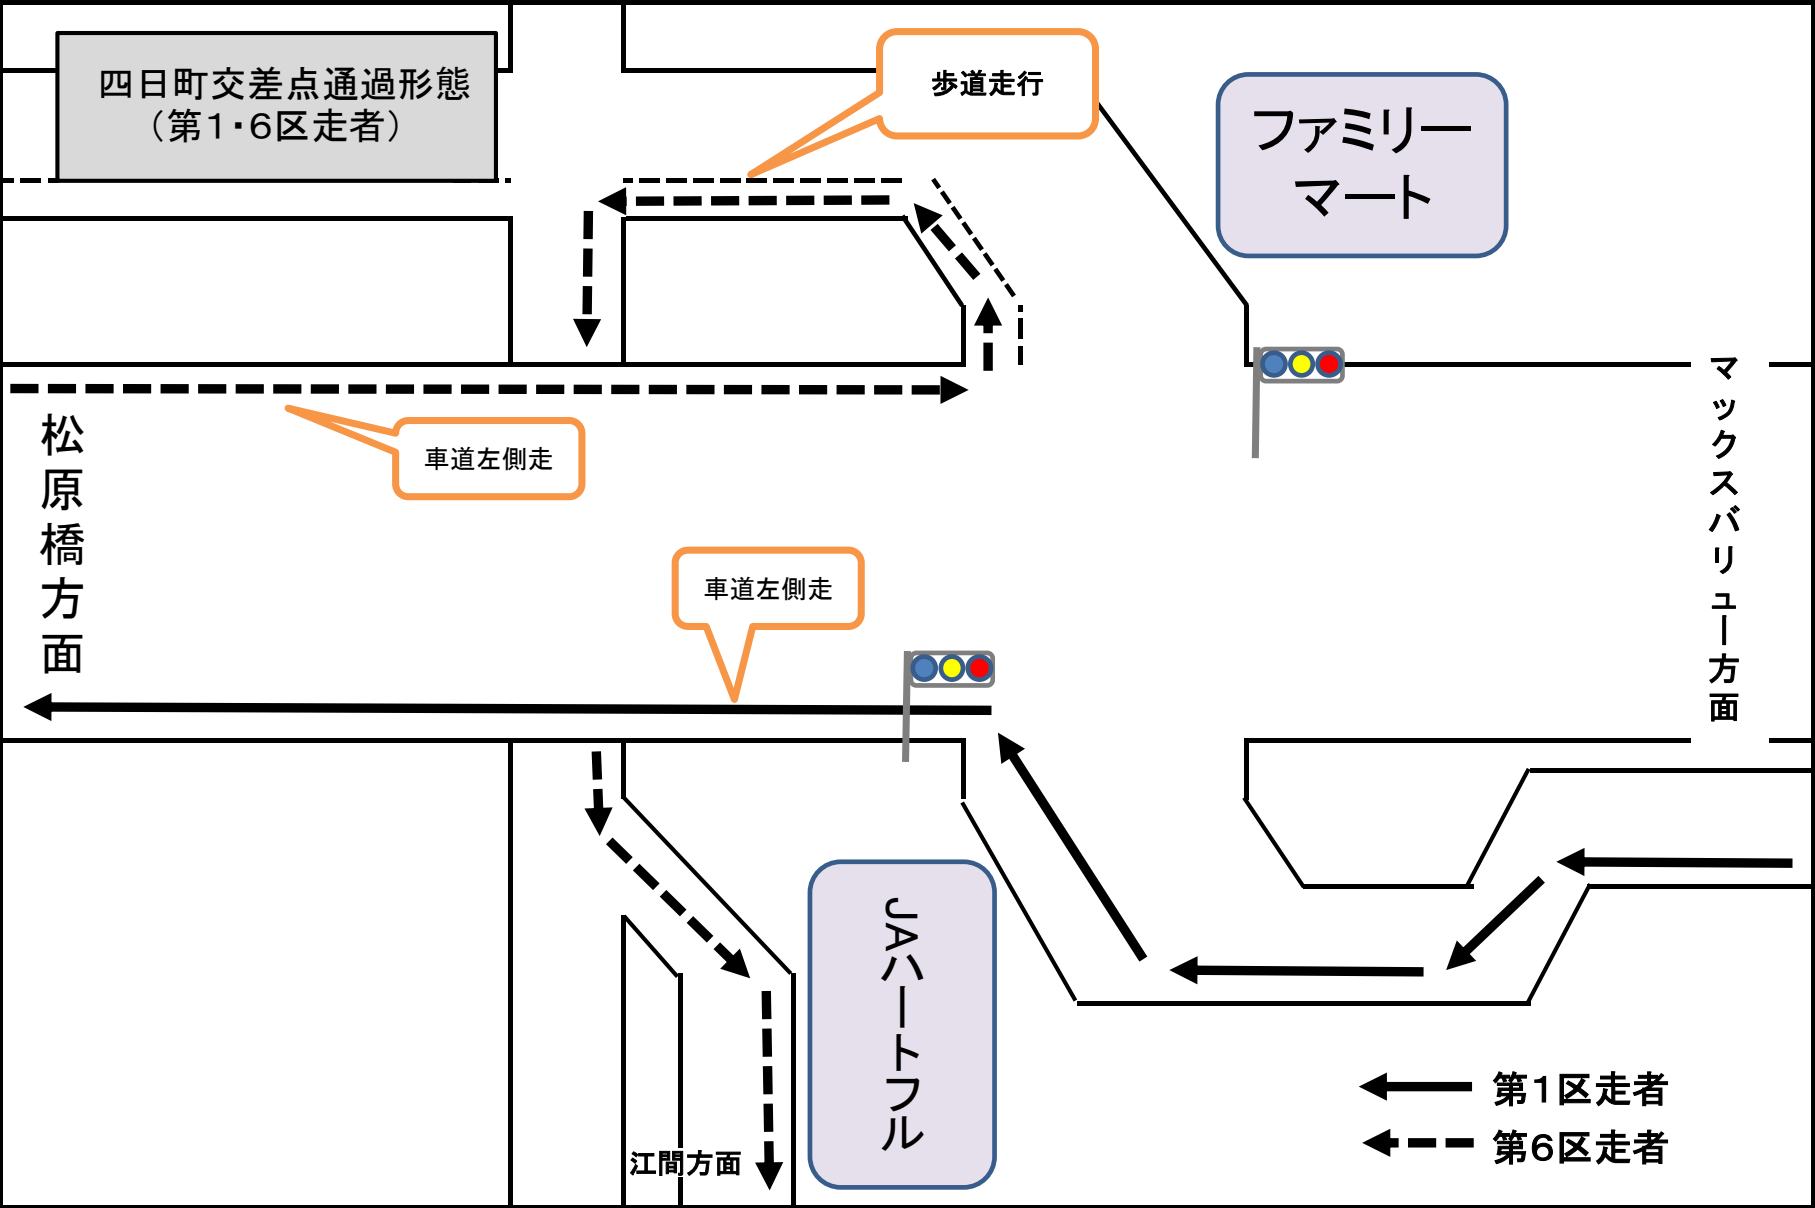 四日町交差点通過形態
（第１・６区走者）
歩道走行
ファミリー
マート
車道左側走
松原橋方面
車道左側走
マックスバリュー方面
JAハートフル
江間方面
第１区走者
第６区走者